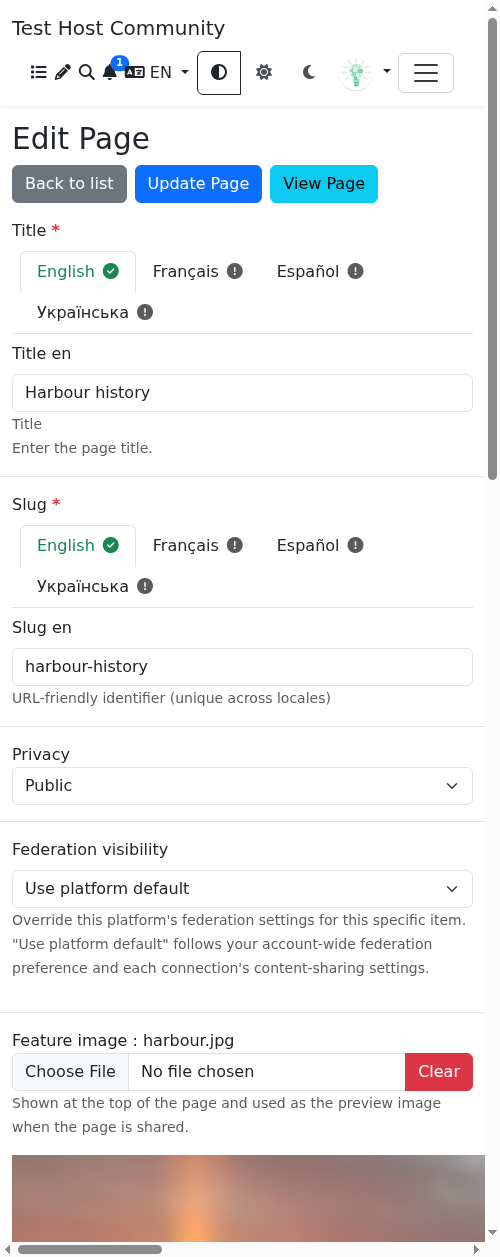 Test Host Community
1
EN
Edit Page
Back to list
Update Page
View Page
Title *
English
Français
Español
Українська
Title en
Harbour history
Title
Enter the page title.
Slug *
English
Français
Español
Українська
Slug en
harbour-history
URL-friendly identifier (unique across locales)
Privacy
Public
Federation visibility
Use platform default
Override this platform's federation settings for this specific item.
"Use platform default" follows your account-wide federation
preference and each connection's content-sharing settings.
Feature image : harbour.jpg
Choose File
No file chosen
Clear
Shown at the top of the page and used as the preview image
when the page is shared.